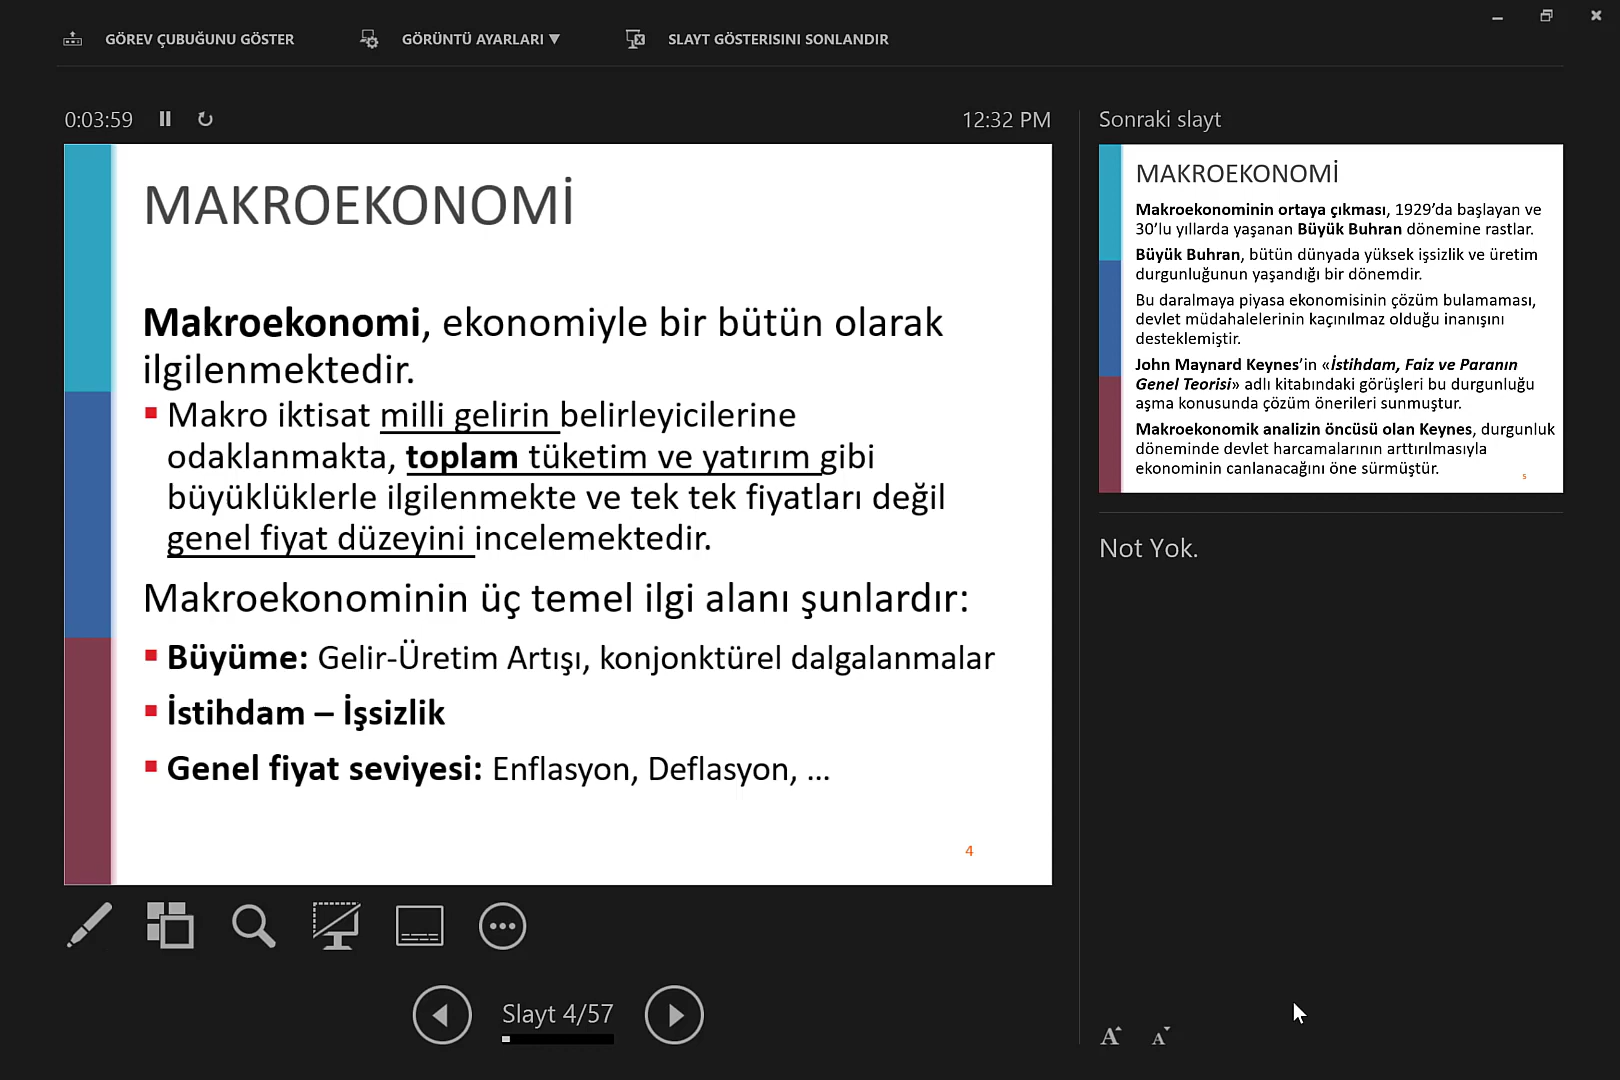 GÖREV ÇUBUĞUNU GÖSTER
GÖRÜNTÜ AYARLARI ▼
SLAYT GÖSTERISINI SONLANDIR
0:03:59
12:32 PM
MAKROEKONOMİ
Makroekonomi, ekonomiyle bir bütün olarak
ilgilenmektedir.
Makro iktisat milli gelirin belirleyicilerine
odaklanmakta, toplam tüketim ve yatırım gibi
büyüklüklerle ilgilenmekte ve tek tek fiyatları değil
genel fiyat düzeyini incelemektedir.
Makroekonominin üç temel ilgi alanı şunlardır:
Büyüme: Gelir-Üretim Artışı, konjonktürel dalgalanmalar
İstihdam – İşsizlik
Genel fiyat seviyesi: Enflasyon, Deflasyon, ...
4
Slayt 4/57
Sonraki slayt
MAKROEKONOMİ
Makroekonominin ortaya çıkması, 1929’da başlayan ve
30’lu yıllarda yaşanan Büyük Buhran dönemine rastlar.
Büyük Buhran, bütün dünyada yüksek işsizlik ve üretim
durgunluğunun yaşandığı bir dönemdir.
Bu daralmaya piyasa ekonomisinin çözüm bulamaması,
devlet müdahalelerinin kaçınılmaz olduğu inanışını
desteklemiştir.
John Maynard Keynes’in «İstihdam, Faiz ve Paranın
Genel Teorisi» adlı kitabındaki görüşleri bu durgunluğu
aşma konusunda çözüm önerileri sunmuştur.
Makroekonomik analizin öncüsü olan Keynes, durgunluk
döneminde devlet harcamalarının arttırılmasıyla
ekonominin canlanacağını öne sürmüştür.
5
Not Yok.
A A